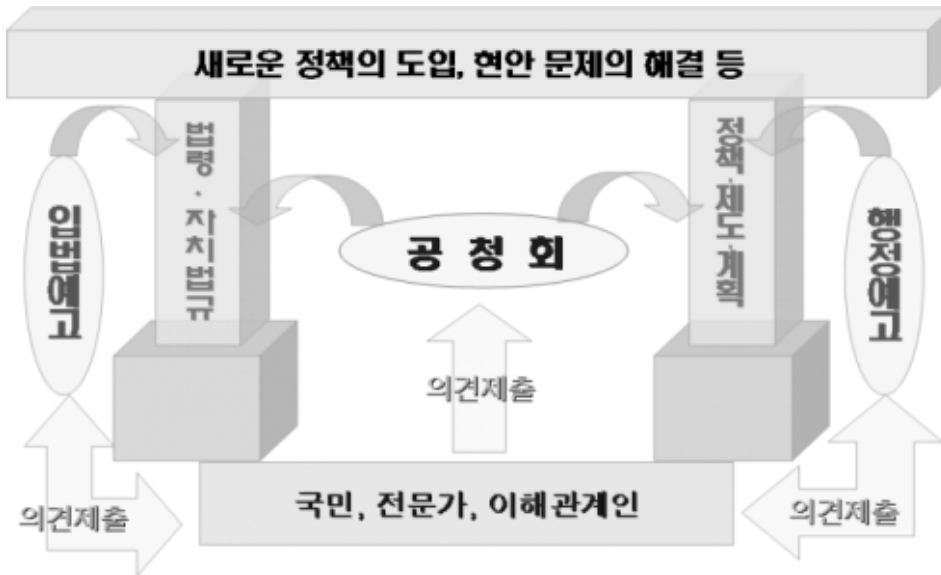 새로운 정책의 도입, 현안 문제의 해결 등
법령·자치법규
정책·제도·계획
입법예고
공 청 회
행정예고
의견제출
의견제출
국민, 전문가, 이해관계인
의견제출